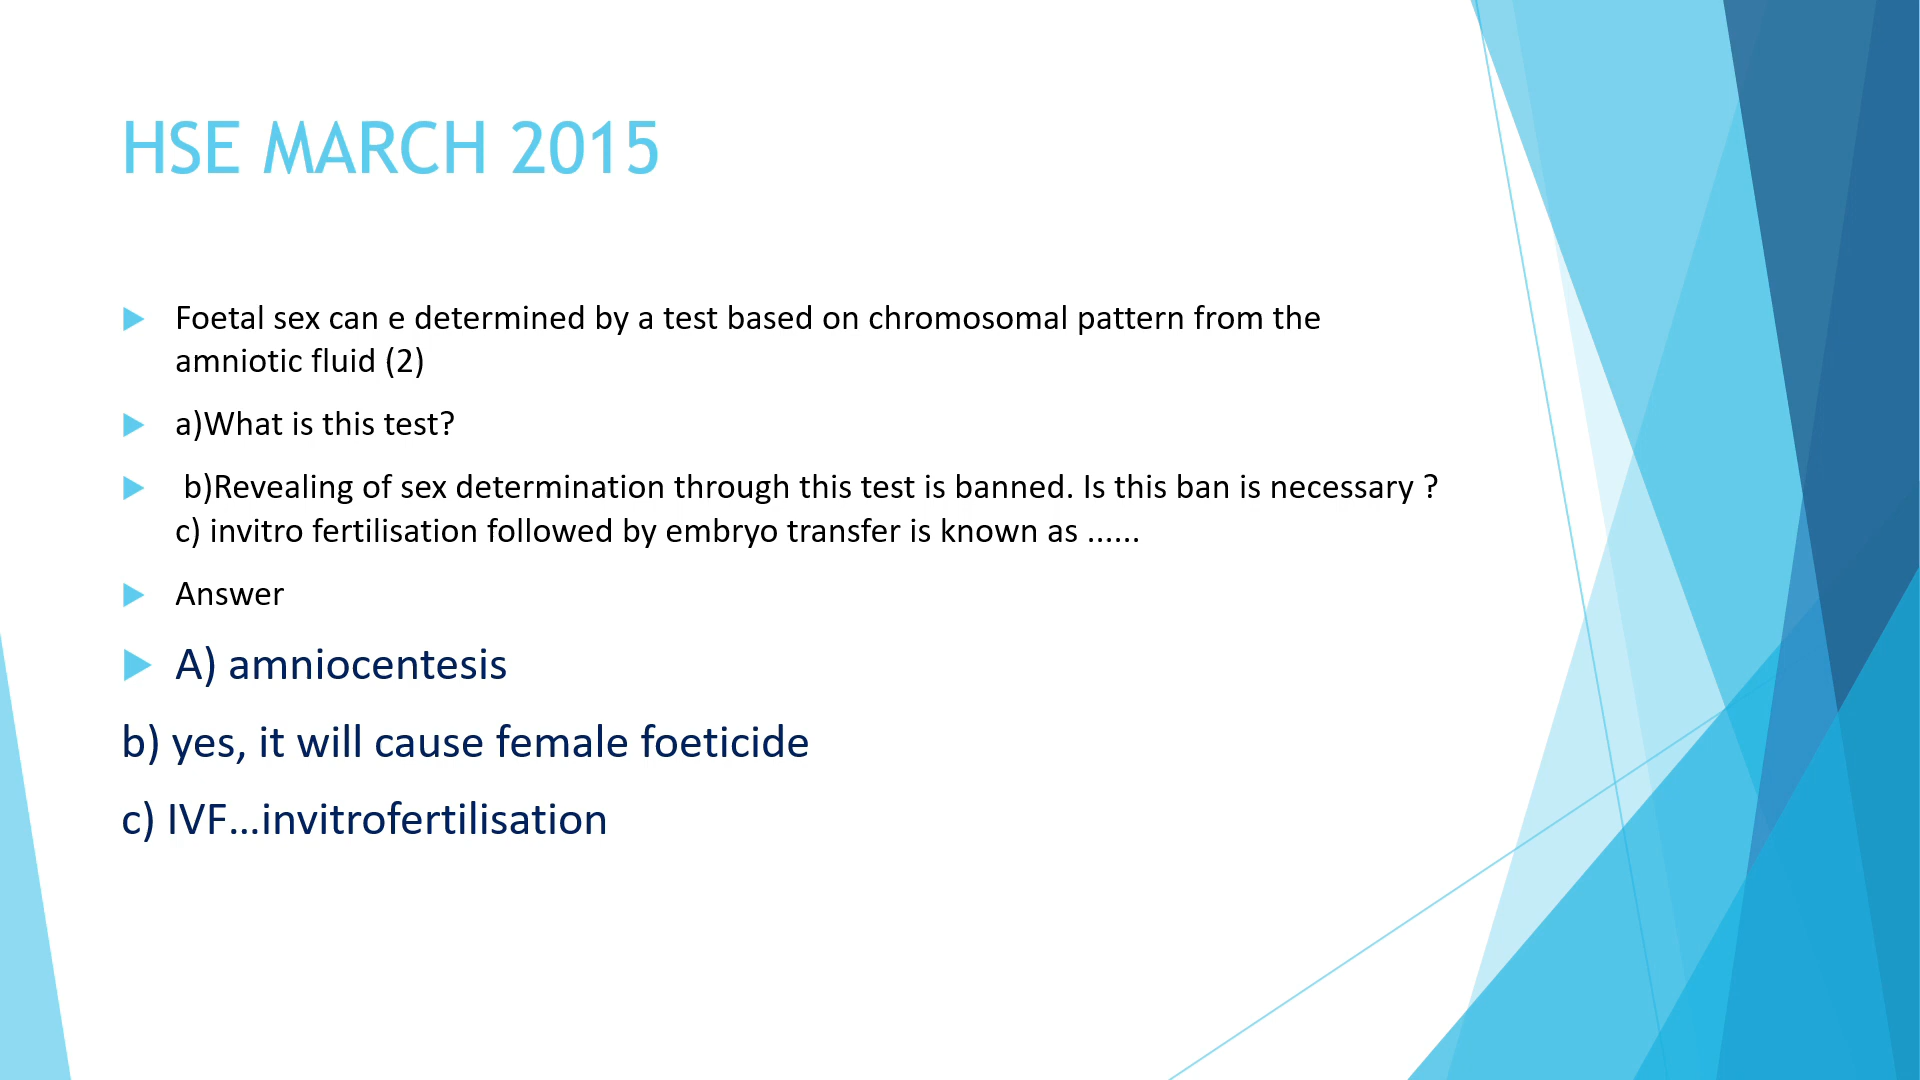 HSE MARCH 2015
Foetal sex can e determined by a test based on chromosomal pattern from the
amniotic fluid (2)
a)What is this test?
b)Revealing of sex determination through this test is banned. Is this ban is necessary ?
c) invitro fertilisation followed by embryo transfer is known as ......
Answer
A) amniocentesis
b) yes, it will cause female foeticide
c) IVF...invitrofertilisation